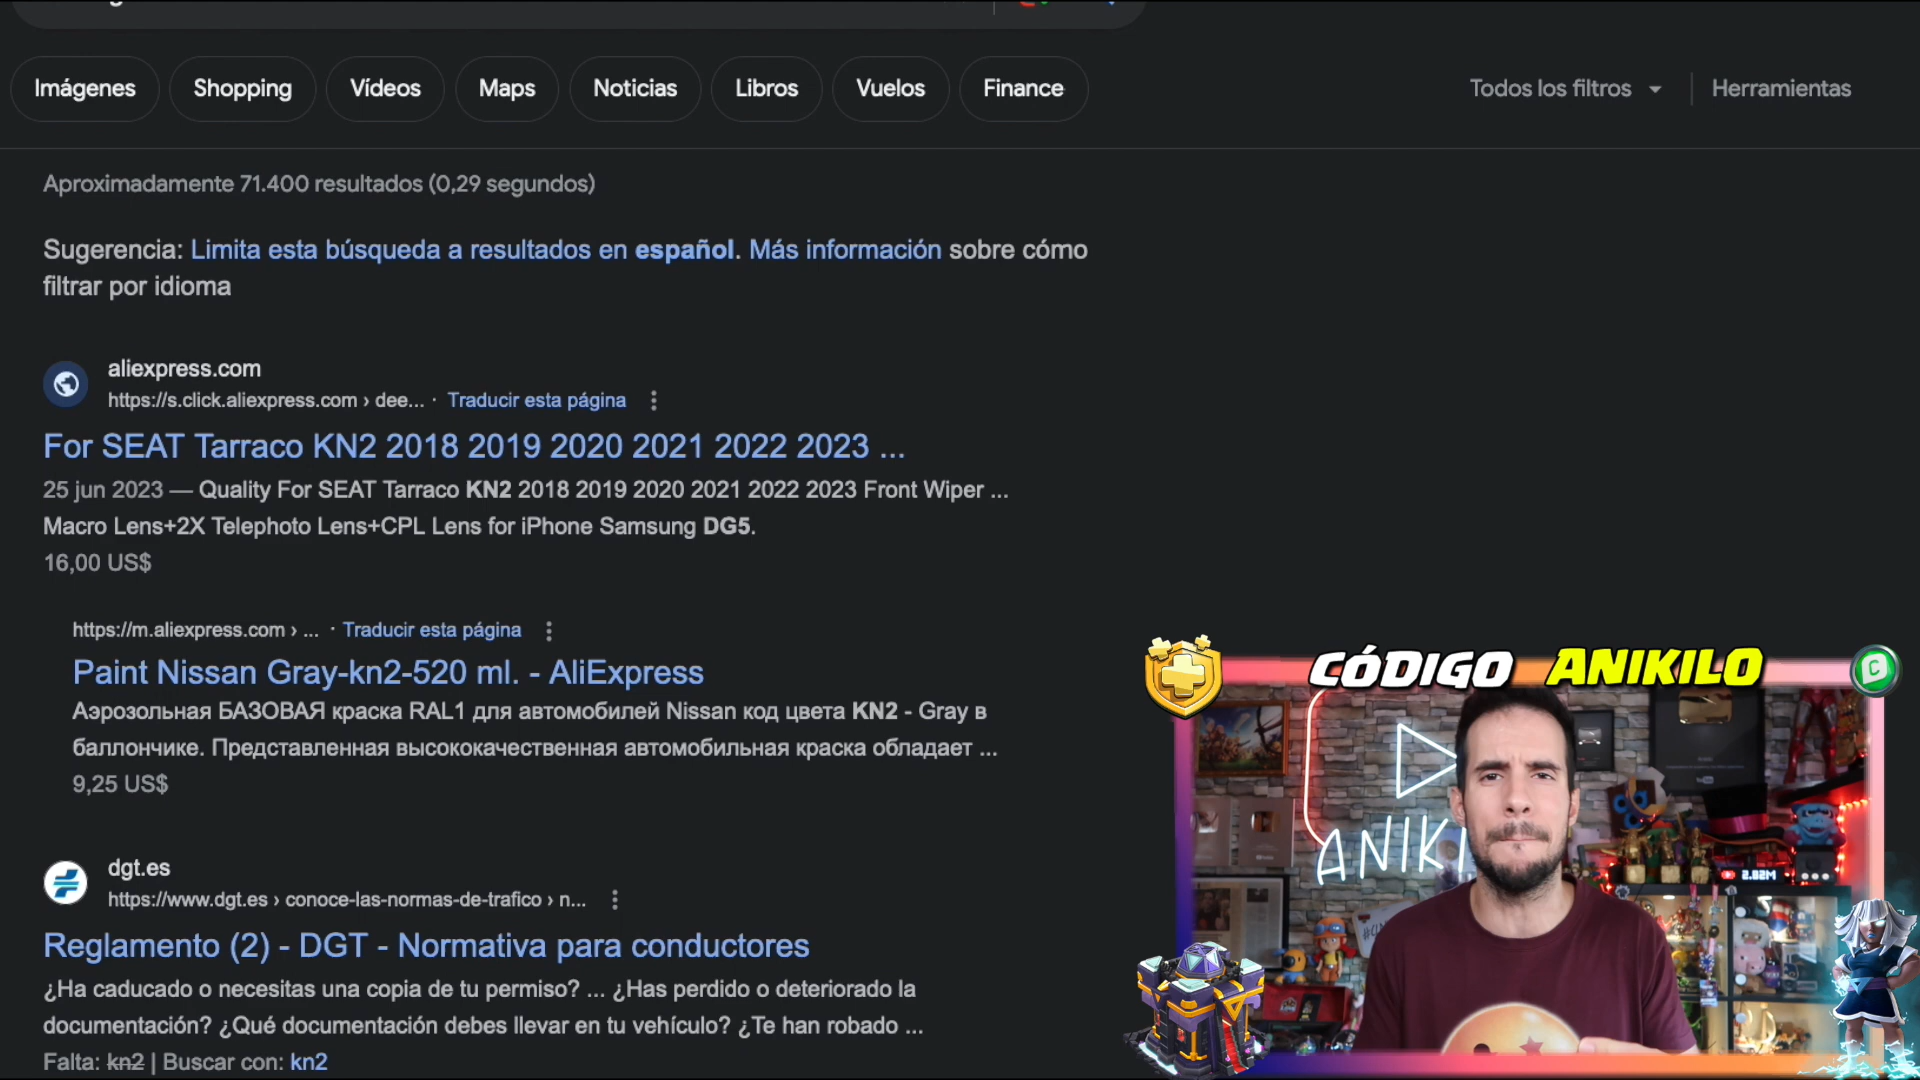 Imágenes
Shopping
Vídeos
Maps
Noticias
Libros
Vuelos
Finance
Todos los filtros
Herramientas
Aproximadamente 71.400 resultados (0,29 segundos)
Sugerencia: Limita esta búsqueda a resultados en español. Más información sobre cómo
filtrar por idioma
aliexpress.com
https://s.click.aliexpress.com › dee... · Traducir esta página
For SEAT Tarraco KN2 2018 2019 2020 2021 2022 2023 ...
25 jun 2023 — Quality For SEAT Tarraco KN2 2018 2019 2020 2021 2022 2023 Front Wiper ...
Macro Lens+2X Telephoto Lens+CPL Lens for iPhone Samsung DG5.
16,00 US$
https://m.aliexpress.com › ... · Traducir esta página
Paint Nissan Gray-kn2-520 ml. - AliExpress
Аэрозольная БАЗОВАЯ краска RAL1 для автомобилей Nissan код цвета KN2 - Gray в
баллончике. Представленная высококачественная автомобильная краска обладает ...
9,25 US$
dgt.es
https://www.dgt.es › conoce-las-normas-de-trafico › n...
Reglamento (2) - DGT - Normativa para conductores
¿Ha caducado o necesitas una copia de tu permiso? ... ¿Has perdido o deteriorado la
documentación? ¿Qué documentación debes llevar en tu vehículo? ¿Te han robado ...
Falta: kn2 | Buscar con: kn2
CÓDIGO ANIKILO
C
ANIKI
2.82M